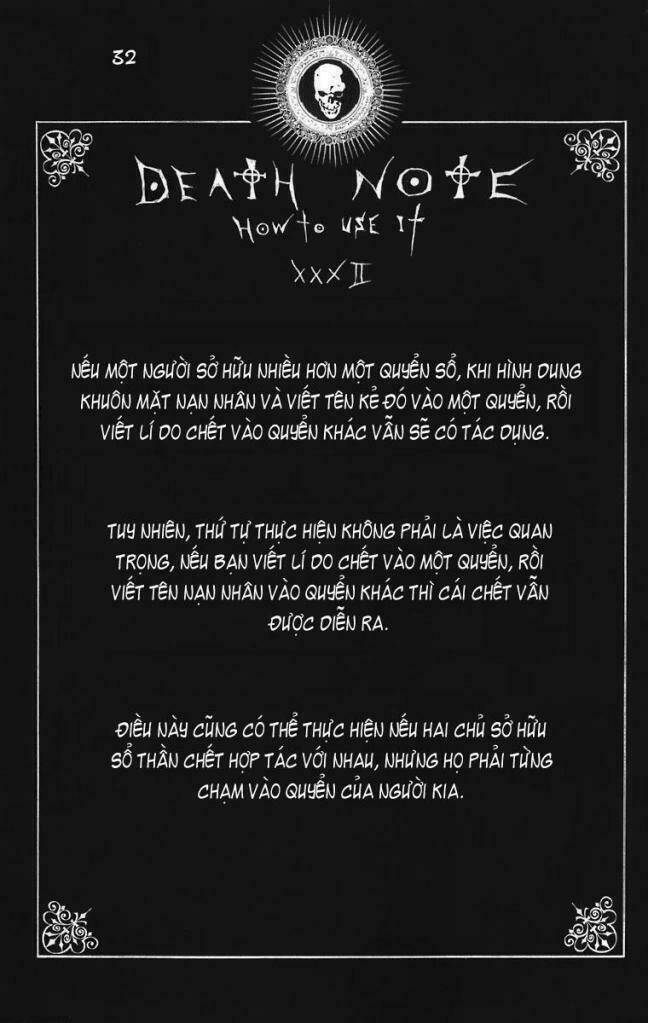 32
DEATH NOTE
HOW TO USE IT
XXXII
NẾU MỘT NGƯỜI SỞ HỮU NHIỀU HƠN MỘT QUYỂN SỔ, KHI HÌNH DUNG
KHUÔN MẶT NẠN NHÂN VÀ VIẾT TÊN KẺ ĐÓ VÀO MỘT QUYỂN, RỒI
VIẾT LÍ DO CHẾT VÀO QUYỂN KHÁC VẪN SẼ CÓ TÁC DỤNG.
TUY NHIÊN, THỨ TỰ THỰC HIỆN KHÔNG PHẢI LÀ VIỆC QUAN
TRỌNG, NẾU BẠN VIẾT LÍ DO CHẾT VÀO MỘT QUYỂN, RỒI
VIẾT TÊN NẠN NHÂN VÀO QUYỂN KHÁC THÌ CÁI CHẾT VẪN
ĐƯỢC DIỄN RA.
ĐIỀU NÀY CŨNG CÓ THỂ THỰC HIỆN NẾU HAI CHỦ SỞ HỮU
SỔ THẦN CHẾT HỢP TÁC VỚI NHAU, NHƯNG HỌ PHẢI TỪNG
CHẠM VÀO QUYỂN CỦA NGƯỜI KIA.